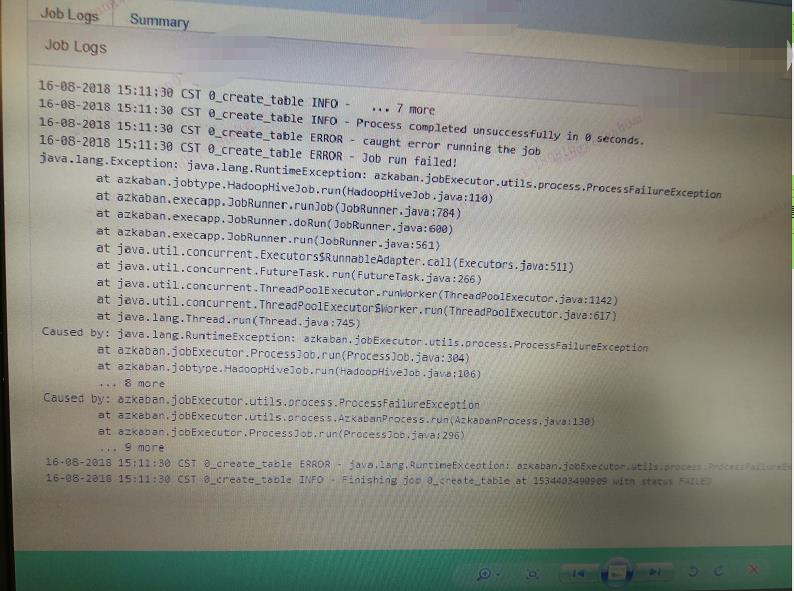 Job Logs Summary
Job Logs
16-08-2018 15:11:30 CST 0_create_table INFO - ... 7 more
16-08-2018 15:11:30 CST 0_create_table INFO - Process completed unsuccessfully in 0 seconds.
16-08-2018 15:11:30 CST 0_create_table ERROR - caught error running the job
16-08-2018 15:11:30 CST 0_create_table ERROR - Job run failed!
java.lang.Exception: java.lang.RuntimeException: azkaban.jobExecutor.utils.process.ProcessFailureException
at azkaban.jobtype.HadoopHiveJob.run(HadoopHiveJob.java:110)
at azkaban.execapp.JobRunner.runJob(JobRunner.java:784)
at azkaban.execapp.JobRunner.doRun(JobRunner.java:600)
at azkaban.execapp.JobRunner.run(JobRunner.java:561)
at java.util.concurrent.Executors$RunnableAdapter.call(Executors.java:511)
at java.util.concurrent.FutureTask.run(FutureTask.java:266)
at java.util.concurrent.ThreadPoolExecutor.runWorker(ThreadPoolExecutor.java:1142)
at java.util.concurrent.ThreadPoolExecutor$Worker.run(ThreadPoolExecutor.java:617)
at java.lang.Thread.run(Thread.java:745)
Caused by: java.lang.RuntimeException: azkaban.jobExecutor.utils.process.ProcessFailureException
at azkaban.jobExecutor.ProcessJob.run(ProcessJob.java:304)
at azkaban.jobtype.HadoopHiveJob.run(HadoopHiveJob.java:106)
... 8 more
Caused by: azkaban.jobExecutor.utils.process.ProcessFailureException
at azkaban.jobExecutor.utils.process.AzkabanProcess.run(AzkabanProcess.java:130)
at azkaban.jobExecutor.ProcessJob.run(ProcessJob.java:296)
... 9 more
16-08-2018 15:11:30 CST 0_create_table ERROR - java.lang.RuntimeException: azkaban.jobExecutor.utils.process.ProcessFailureEx
16-08-2018 15:11:30 CST 0_create_table INFO - Finishing job 0_create_table at 1534403490909 with status FAILED